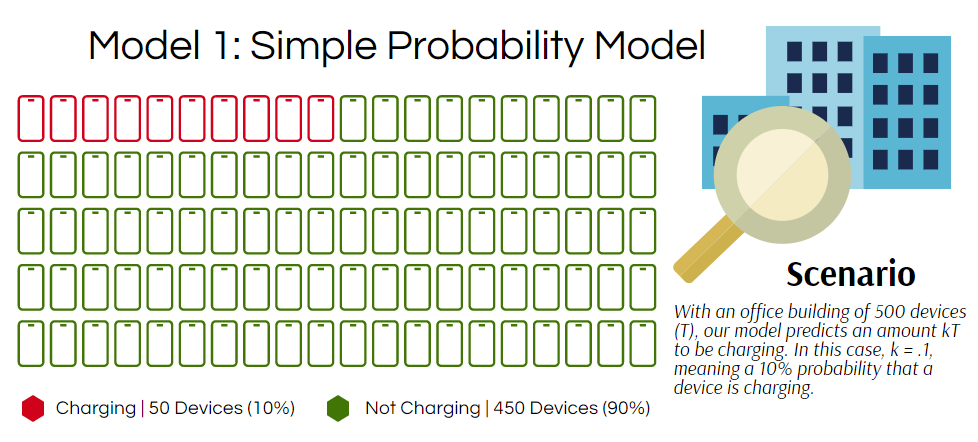 Model 1: Simple Probability Model
Scenario
With an office building of 500 devices
(T), our model predicts an amount kT
to be charging. In this case, k = .1,
meaning a 10% probability that a
device is charging.
Charging | 50 Devices (10%)
Not Charging | 450 Devices (90%)